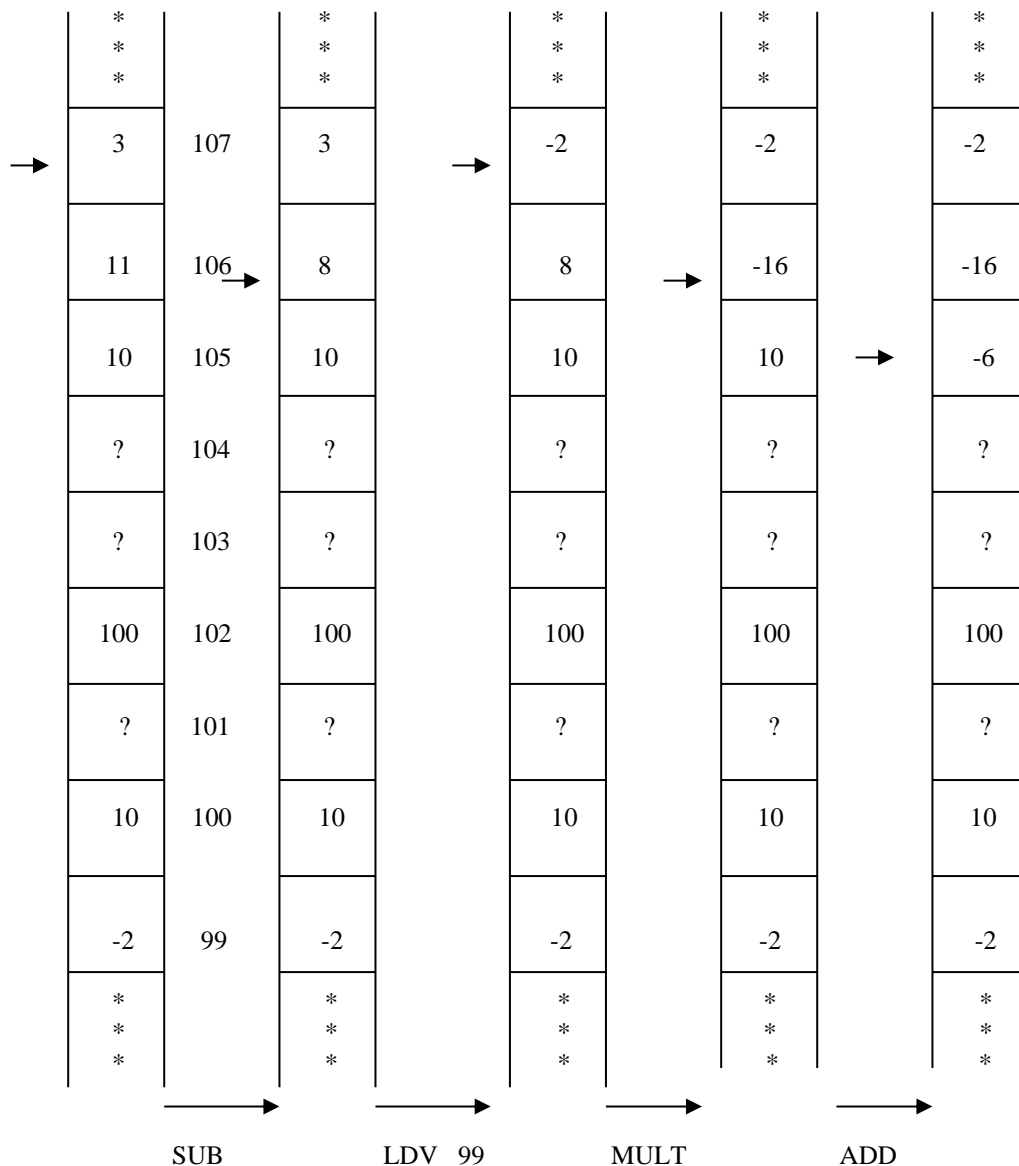 * * * * *
* * * * *
* * * * *
3 107 3 -2 -2 -2
11 106 8 8 -16 -16
10 105 10 10 10 -6
? 104 ? ? ? ?
? 103 ? ? ? ?
100 102 100 100 100 100
? 101 ? ? ? ?
10 100 10 10 10 10
-2 99 -2 -2 -2 -2
* * * * *
* * * * *
* * * * *
SUB LDV 99 MULT ADD